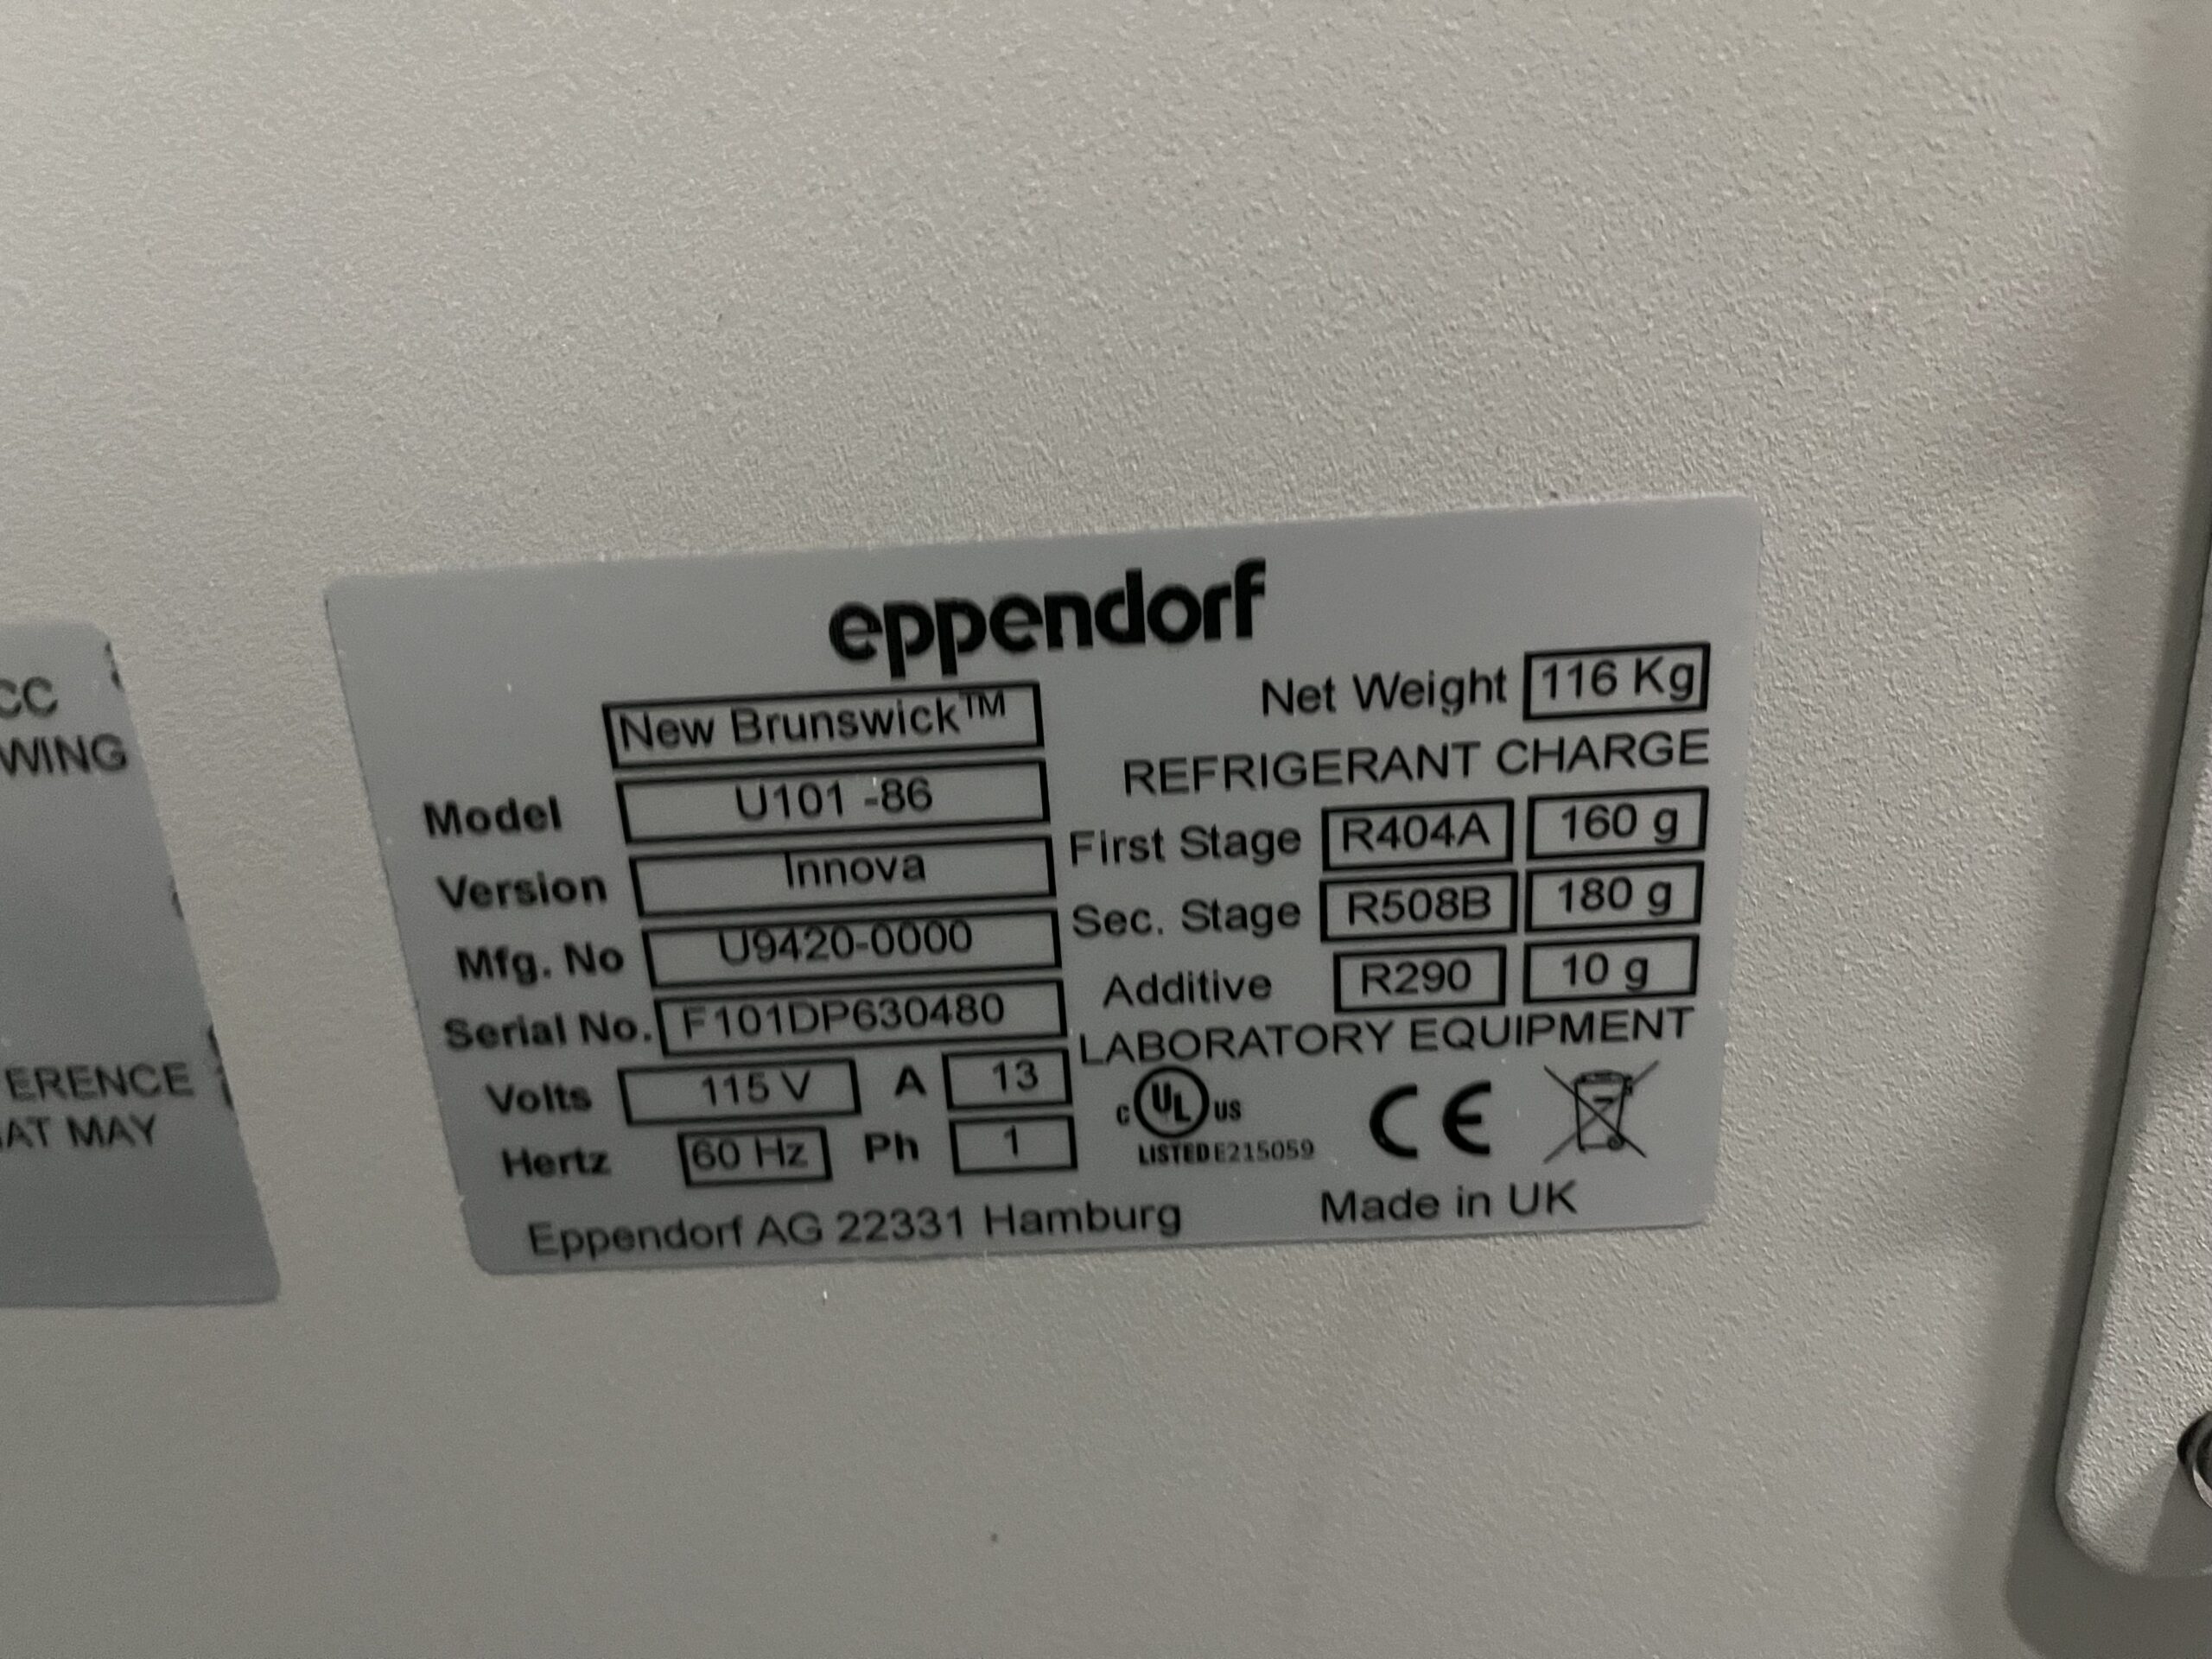 CC
WING
ERENCE
AT MAY
eppendorf
New Brunswick™
Model U101 -86
Version Innova
Mfg. No U9420-0000
Serial No. F101DP630480
Volts 115 V A 13
Hertz 60 Hz Ph 1
Net Weight 116 Kg
REFRIGERANT CHARGE
First Stage R404A 160 g
Sec. Stage R508B 180 g
Additive R290 10 g
LABORATORY EQUIPMENT
C UL US
LISTED E215059
CE
Eppendorf AG 22331 Hamburg Made in UK